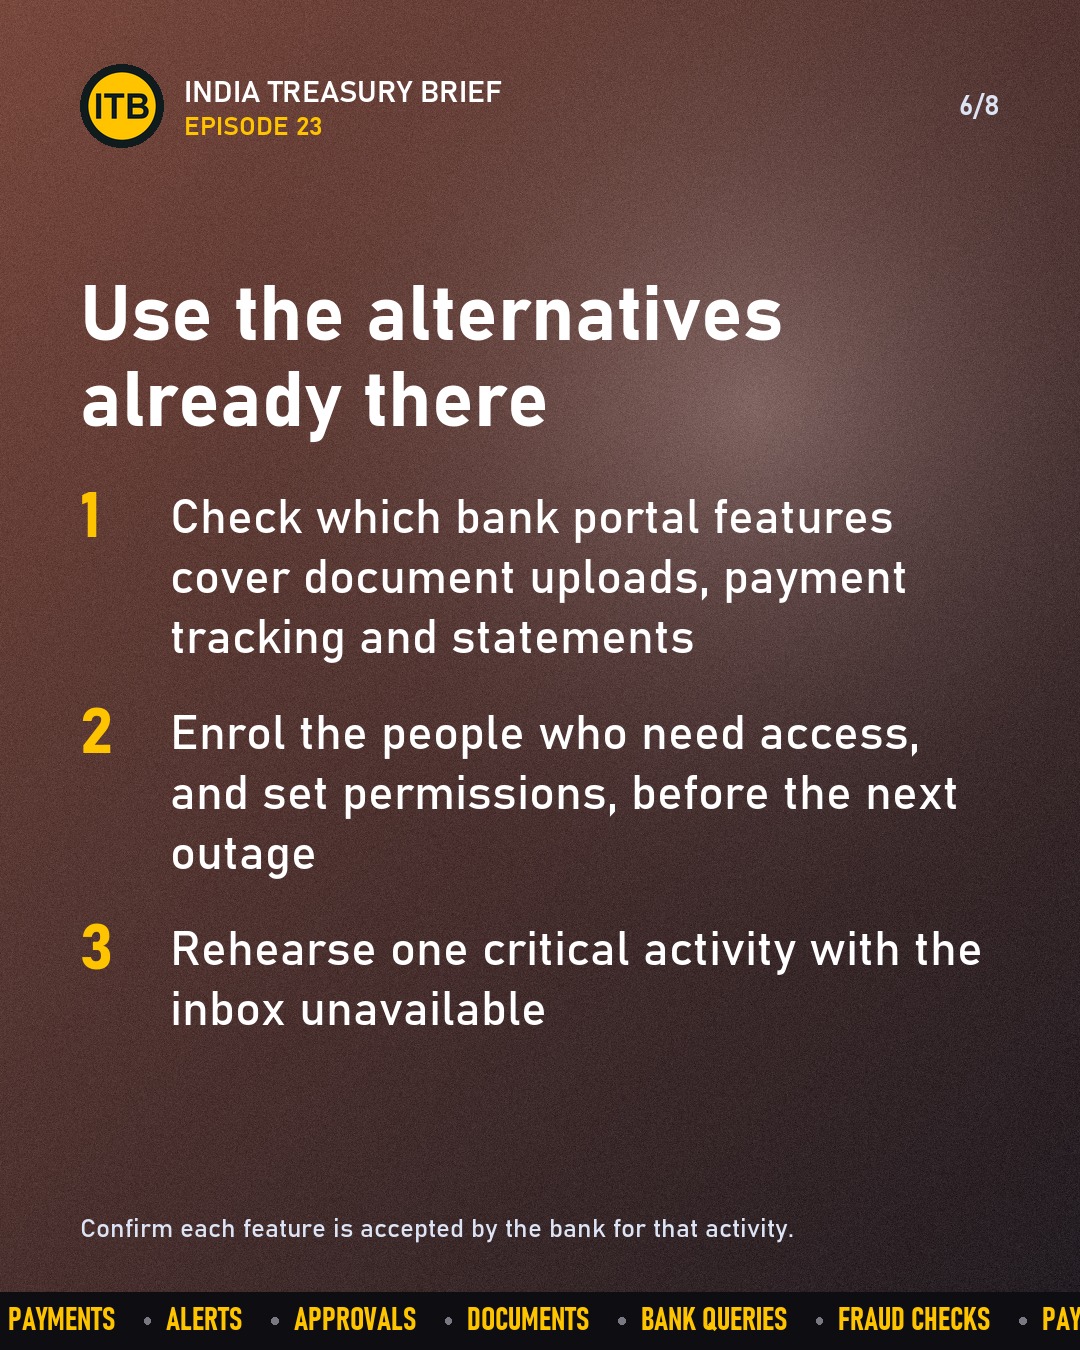 ITB
INDIA TREASURY BRIEF
EPISODE 23
6/8
Use the alternatives
already there
1 Check which bank portal features
cover document uploads, payment
tracking and statements
2 Enrol the people who need access,
and set permissions, before the next
outage
3 Rehearse one critical activity with the
inbox unavailable
Confirm each feature is accepted by the bank for that activity.
PAYMENTS • ALERTS • APPROVALS • DOCUMENTS • BANK QUERIES • FRAUD CHECKS • PAY